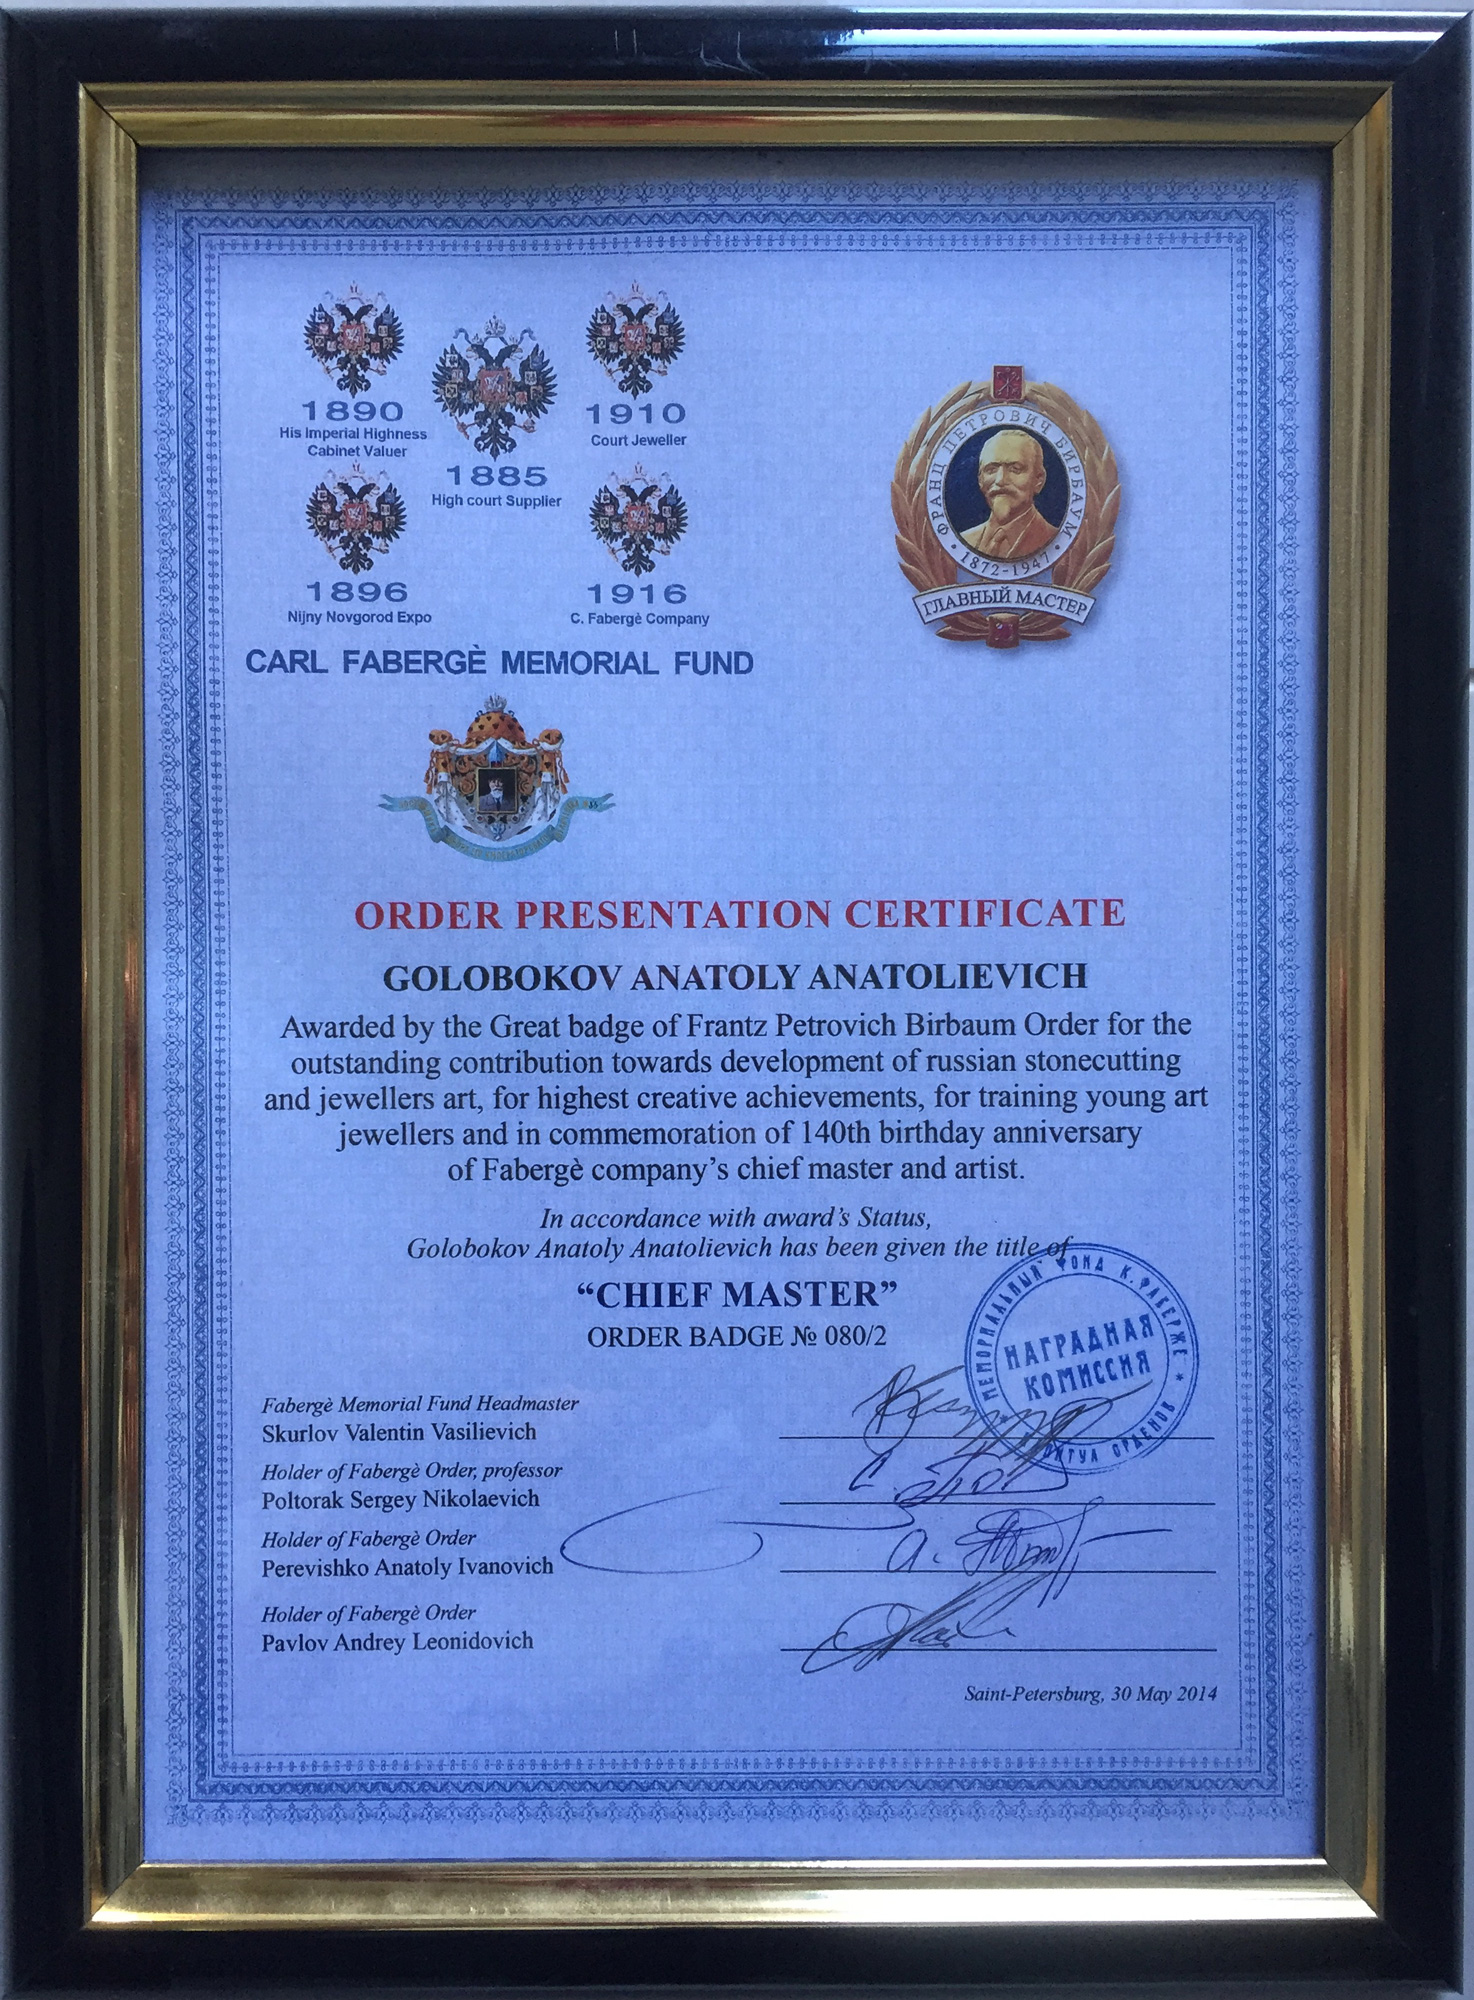 1890
His Imperial Highness
Cabinet Valuer
1885
High court Supplier
1910
Court Jeweller
1896
Nijny Novgorod Expo
1916
C. Fabergè Company
CARL FABERGÈ MEMORIAL FUND
ФРАНЦ ПЕТРОВИЧ БИРБАУМ
• 1872-1947 •
ГЛАВНЫЙ МАСТЕР
ORDER PRESENTATION CERTIFICATE
GOLOBOKOV ANATOLY ANATOLIEVICH
Awarded by the Great badge of Frantz Petrovich Birbaum Order for the
outstanding contribution towards development of russian stonecutting
and jewellers art, for highest creative achievements, for training young art
jewellers and in commemoration of 140th birthday anniversary
of Fabergè company’s chief master and artist.
In accordance with award’s Status,
Golobokov Anatoly Anatolievich has been given the title of
“CHIEF MASTER”
ORDER BADGE № 080/2
МЕМОРИАЛЬНЫЙ ФОНД К. ФАБЕРЖЕ *
НАГРАДНАЯ
КОМИССИЯ
ОРДЕНОВ
Fabergè Memorial Fund Headmaster
Skurlov Valentin Vasilievich
Holder of Fabergè Order, professor
Poltorak Sergey Nikolaevich
Holder of Fabergè Order
Perevishko Anatoly Ivanovich
Holder of Fabergè Order
Pavlov Andrey Leonidovich
Saint-Petersburg, 30 May 2014